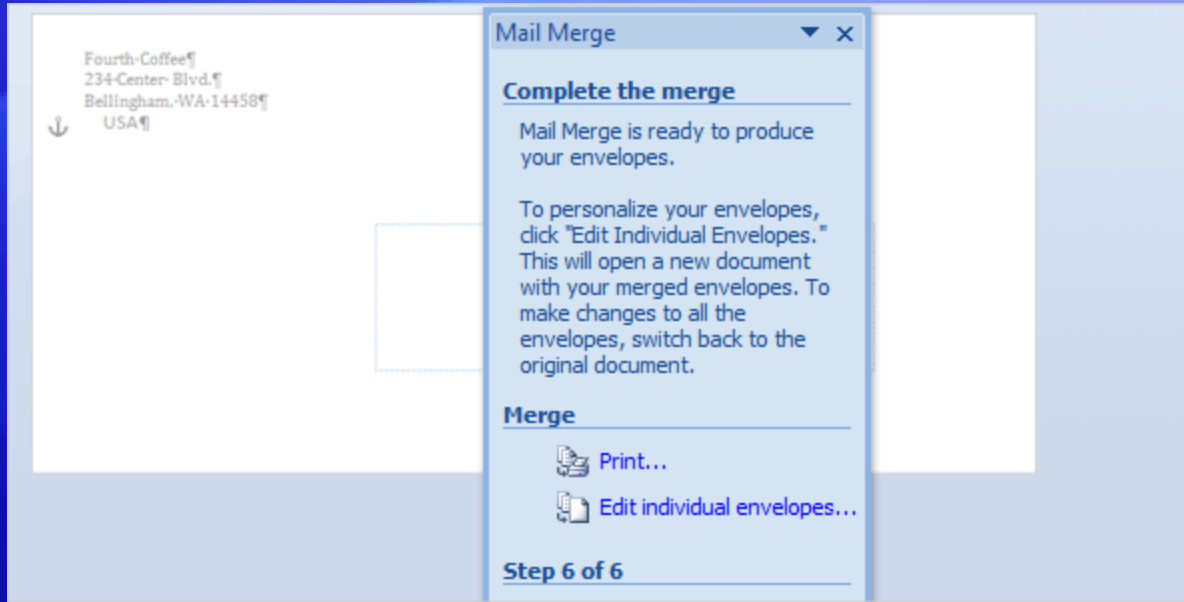 Fourth·Coffee¶
234·Center·Blvd.¶
Bellingham,·WA·14458¶
USA¶
Mail Merge
Complete the merge
Mail Merge is ready to produce
your envelopes.
To personalize your envelopes,
click "Edit Individual Envelopes."
This will open a new document
with your merged envelopes. To
make changes to all the
envelopes, switch back to the
original document.
Merge
Print...
Edit individual envelopes...
Step 6 of 6